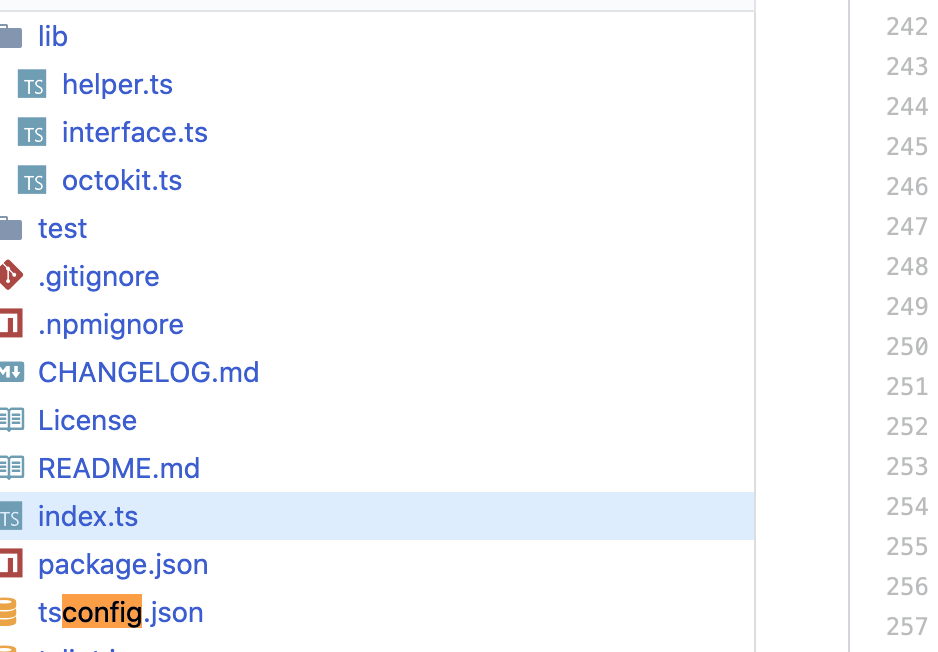 lib
TS helper.ts
TS interface.ts
TS octokit.ts
test
.gitignore
.npmignore
CHANGELOG.md
License
README.md
TS index.ts
package.json
tsconfig.json
242
243
244
245
246
247
248
249
250
251
252
253
254
255
256
257